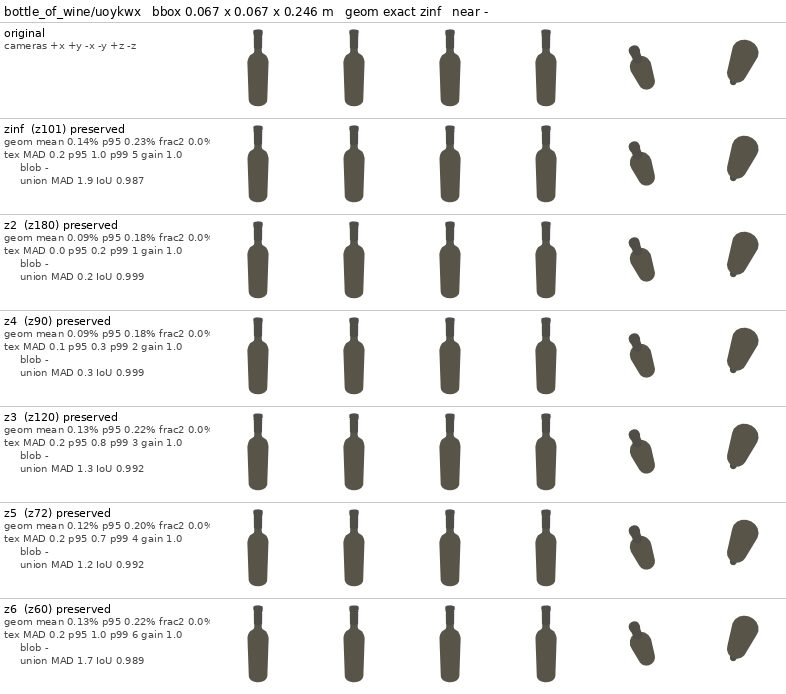 bottle_of_wine/uoykwx bbox 0.067 x 0.067 x 0.246 m geom exact zinf near -
original
cameras +x +y -x -y +z -z
zinf (z101) preserved
geom mean 0.14% p95 0.23% frac2 0.0%
tex MAD 0.2 p95 1.0 p99 5 gain 1.0
blob -
union MAD 1.9 IoU 0.987
z2 (z180) preserved
geom mean 0.09% p95 0.18% frac2 0.0%
tex MAD 0.0 p95 0.2 p99 1 gain 1.0
blob -
union MAD 0.2 IoU 0.999
z4 (z90) preserved
geom mean 0.09% p95 0.18% frac2 0.0%
tex MAD 0.1 p95 0.3 p99 2 gain 1.0
blob -
union MAD 0.3 IoU 0.999
z3 (z120) preserved
geom mean 0.13% p95 0.22% frac2 0.0%
tex MAD 0.2 p95 0.8 p99 3 gain 1.0
blob -
union MAD 1.3 IoU 0.992
z5 (z72) preserved
geom mean 0.12% p95 0.20% frac2 0.0%
tex MAD 0.2 p95 0.7 p99 4 gain 1.0
blob -
union MAD 1.2 IoU 0.992
z6 (z60) preserved
geom mean 0.13% p95 0.22% frac2 0.0%
tex MAD 0.2 p95 1.0 p99 6 gain 1.0
blob -
union MAD 1.7 IoU 0.989